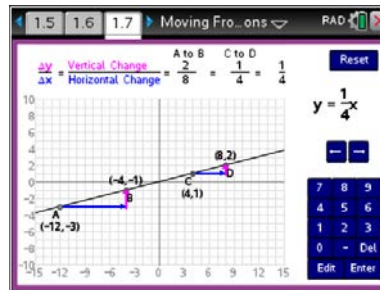 1.5 1.6 1.7 Moving Fro…ons RAD
A to B C to D
Δy/Δx = Vertical Change/Horizontal Change = 2/8 = 1/4 = 1/4
Reset
y = 1/4x
10
8
6
4
2
0
-2
-4
-6
-8
-10
-15 -12 -9 -6 -3 0 3 6 9 12 15
(8,2)
(-4,-1)
D
C
(4,1)
B
A
(-12,-3)
← →
7 8 9
4 5 6
1 2 3
0 - Del
Edit Enter